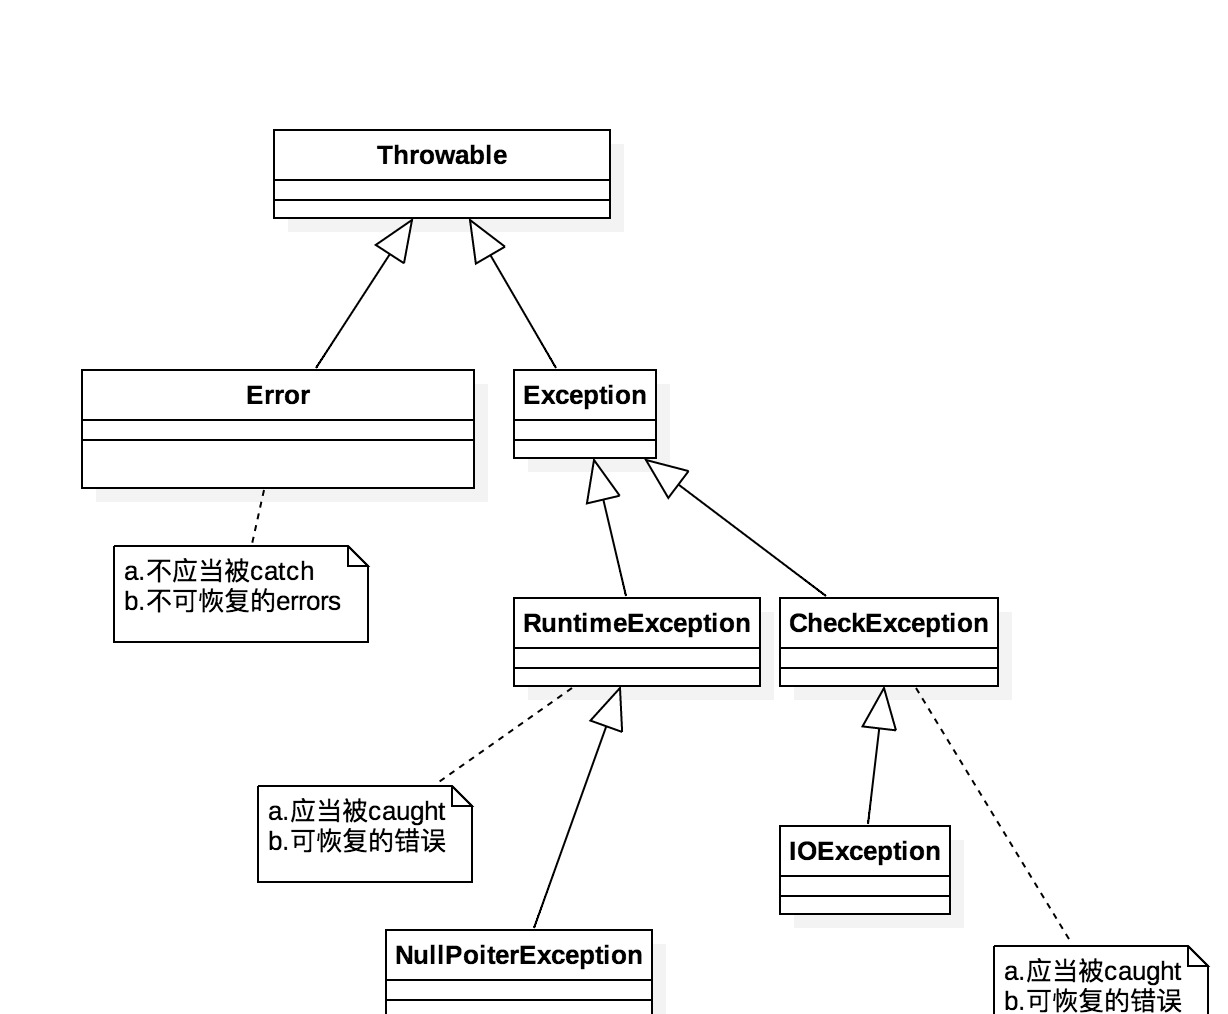 Throwable
Error
Exception
a.不应当被catch
b.不可恢复的errors
RuntimeException
CheckException
a.应当被caught
b.可恢复的错误
IOException
NullPoiterException
a.应当被caught
b.可恢复的错误